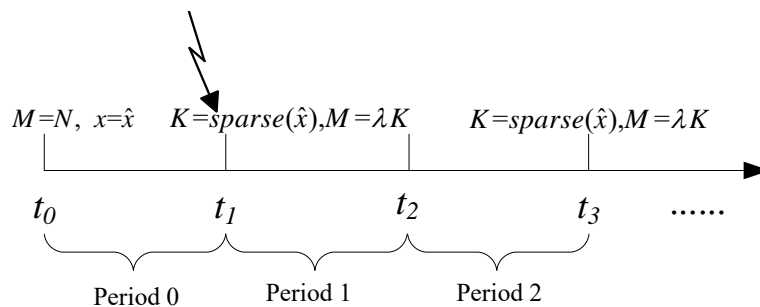 M=N, x=x̂ K=sparse(x̂),M=λK K=sparse(x̂),M=λK
t₀ t₁ t₂ t₃ ......
Period 0 Period 1 Period 2